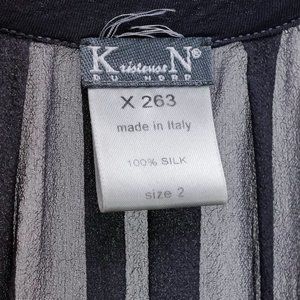 Kristensen N®
DU NORD
X 263
made in Italy
100% SILK
size 2